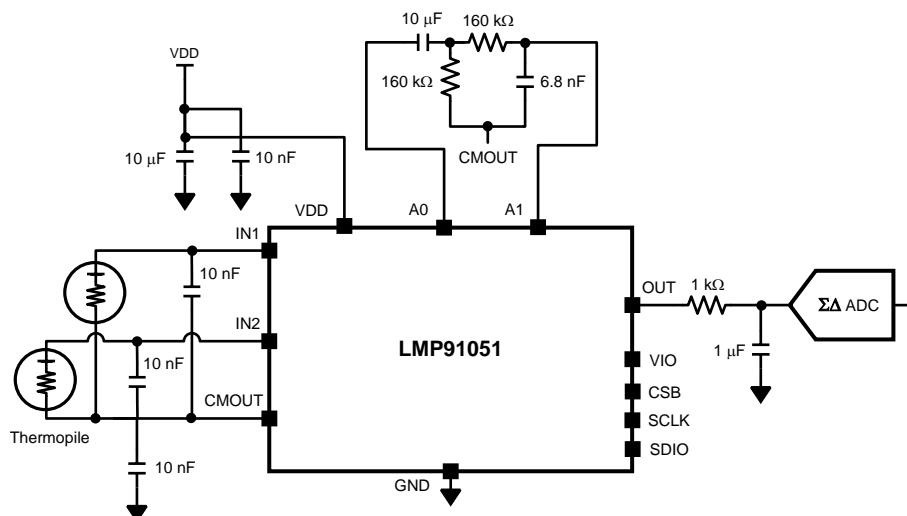 10 μF
160 kΩ
VDD
160 kΩ
6.8 nF
CMOUT
10 μF
10 nF
VDD
A0
A1
IN1
10 nF
OUT
1 kΩ
ΣΔ ADC
IN2
LMP91051
10 nF
VIO
1 μF
CSB
CMOUT
SCLK
Thermopile
SDIO
10 nF
GND